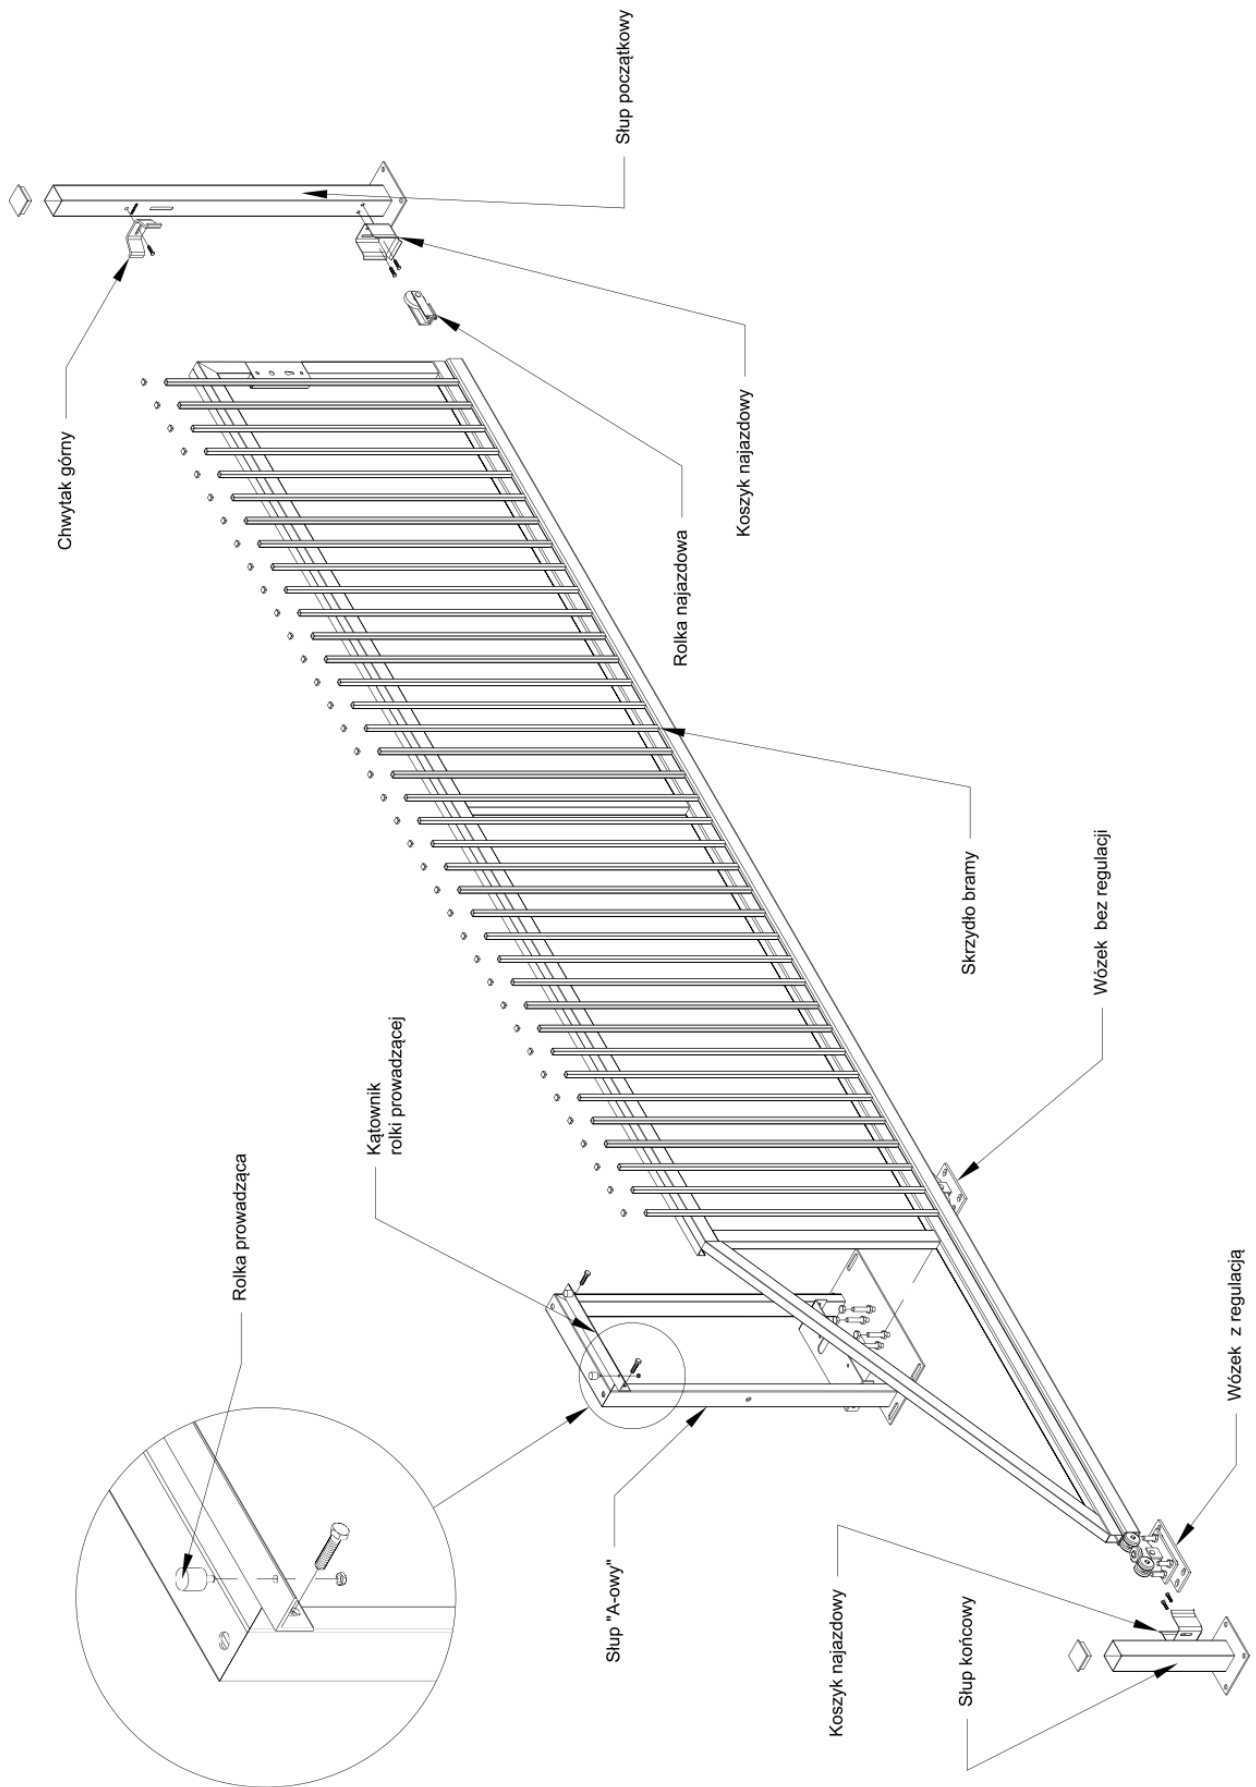 Słup początkowy
Chwytak górny
Koszyk najazdowy
Rolka najazdowa
Skrzydło bramy
Wózek bez regulacji
Kątownik
rolki prowadzącej
Rolka prowadząca
Wózek z regulacją
Słup "A-owy"
Koszyk najazdowy
Słup końcowy